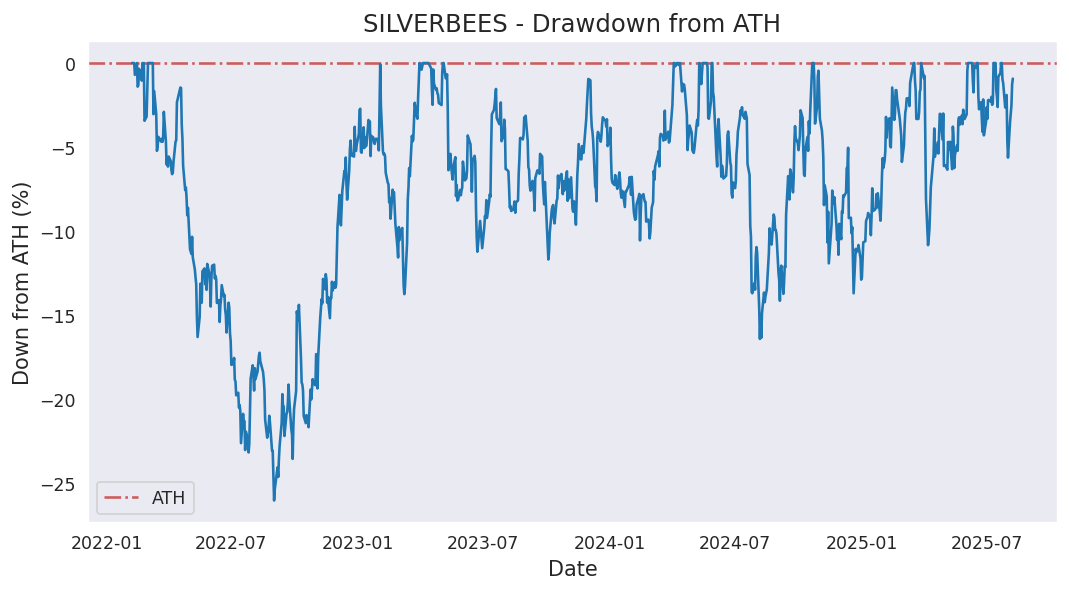 SILVERBEES - Drawdown from ATH
Down from ATH (%)
0
−5
−10
−15
−20
−25
ATH
2022-01 2022-07 2023-01 2023-07 2024-01 2024-07 2025-01 2025-07
Date